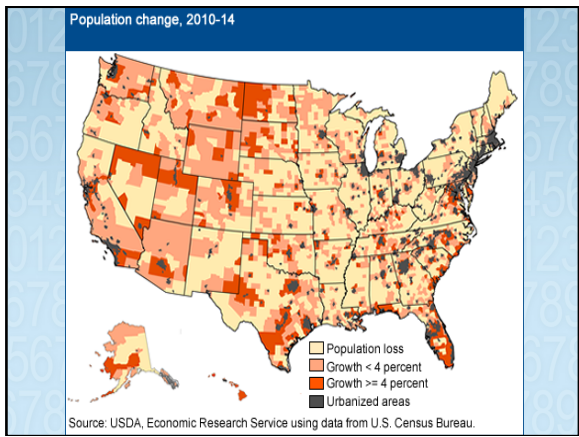 Population change, 2010-14
Population loss
Growth < 4 percent
Growth >= 4 percent
Urbanized areas
Source: USDA, Economic Research Service using data from U.S. Census Bureau.